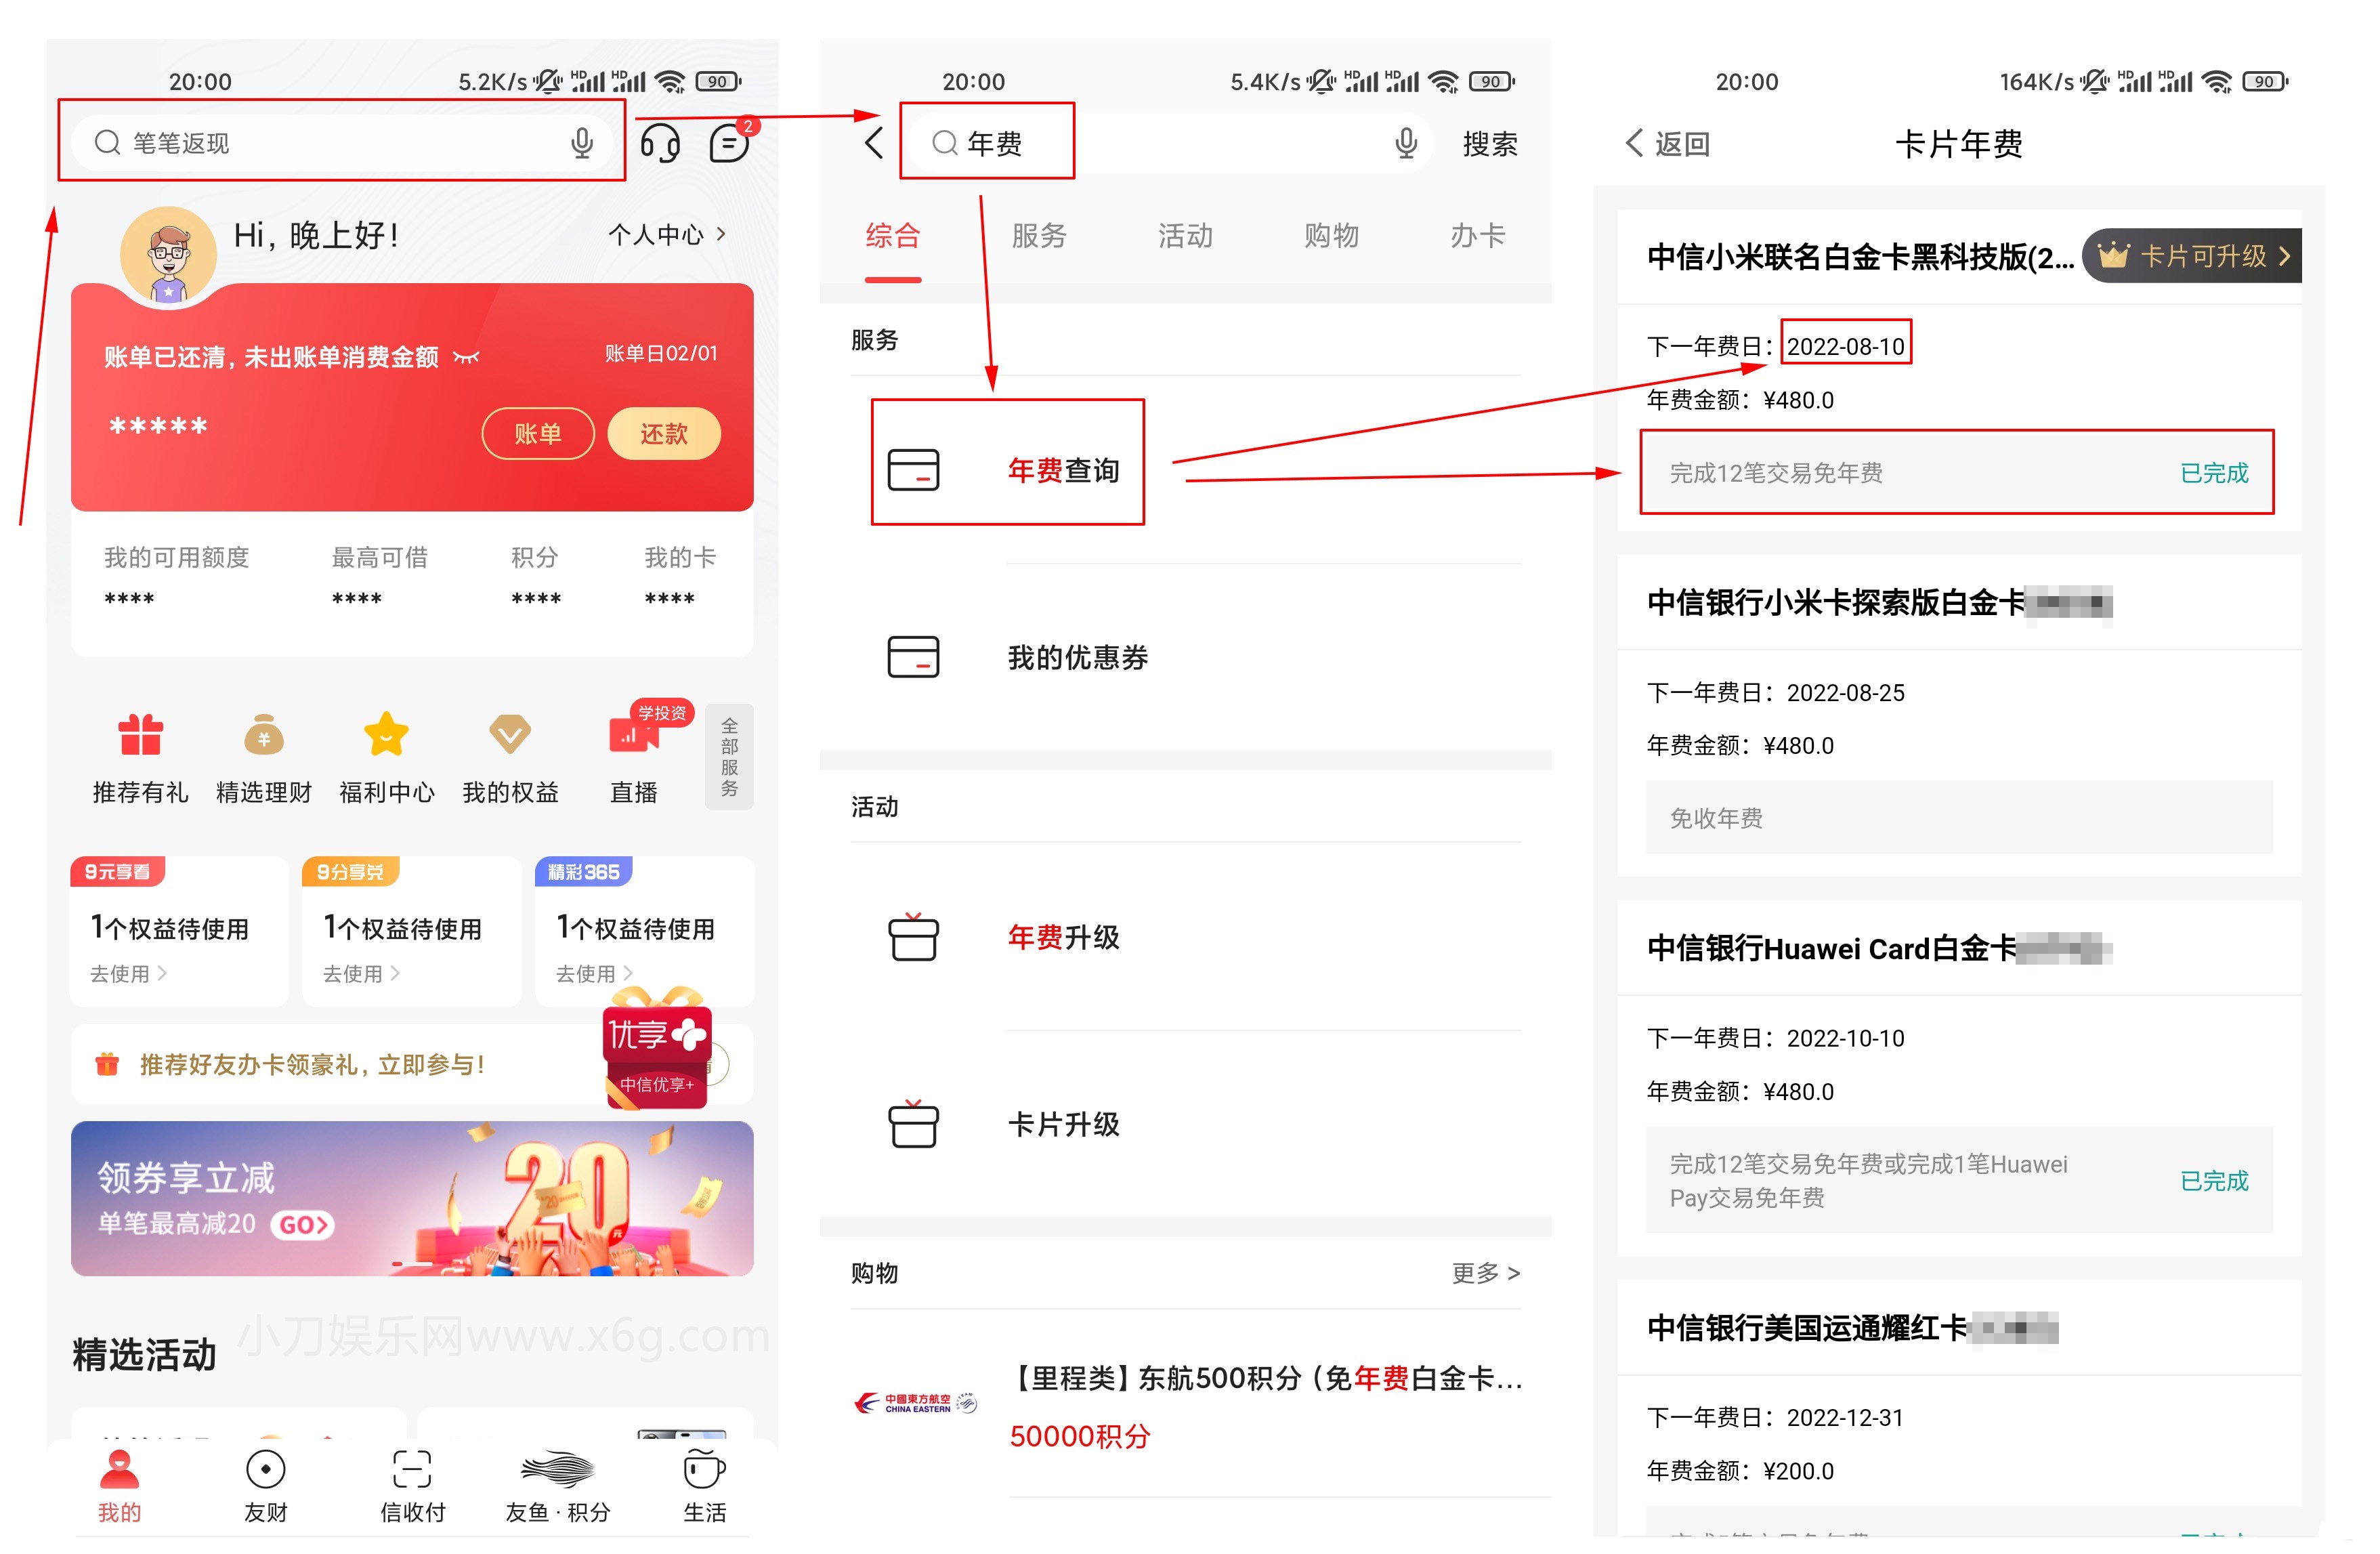 20:00
5.2K/s HD HD 90
笔笔返现
2
Hi，晚上好！
个人中心 >
账单已还清，未出账单消费金额
账单日02/01
*****
账单
还款
我的可用额度 最高可借 积分 我的卡
**** **** **** ****
学投资
推荐有礼 精选理财 福利中心 我的权益 直播
全部服务
9元享看 9分享兑 精彩365
1个权益待使用 1个权益待使用 1个权益待使用
去使用 > 去使用 > 去使用 >
推荐好友办卡领豪礼，立即参与！
优享+
中信优享+
领券享立减
单笔最高减20 GO>
20
元
小刀娱乐网www.x6g.com
精选活动
我的 友财 信收付 友鱼·积分 生活
20:00
5.4K/s HD HD 90
年费
搜索
综合 服务 活动 购物 办卡
服务
年费查询
我的优惠券
活动
年费升级
卡片升级
购物
更多 >
【里程类】东航500积分（免年费白金卡...
中國東方航空
CHINA EASTERN
50000积分
20:00
164K/s HD HD 90
返回
卡片年费
中信小米联名白金卡黑科技版(2...
卡片可升级 >
下一年费日：2022-08-10
年费金额：¥480.0
完成12笔交易免年费
已完成
中信银行小米卡探索版白金卡
下一年费日：2022-08-25
年费金额：¥480.0
免收年费
中信银行Huawei Card白金卡
下一年费日：2022-10-10
年费金额：¥480.0
完成12笔交易免年费或完成1笔Huawei
Pay交易免年费
已完成
中信银行美国运通耀红卡
下一年费日：2022-12-31
年费金额：¥200.0